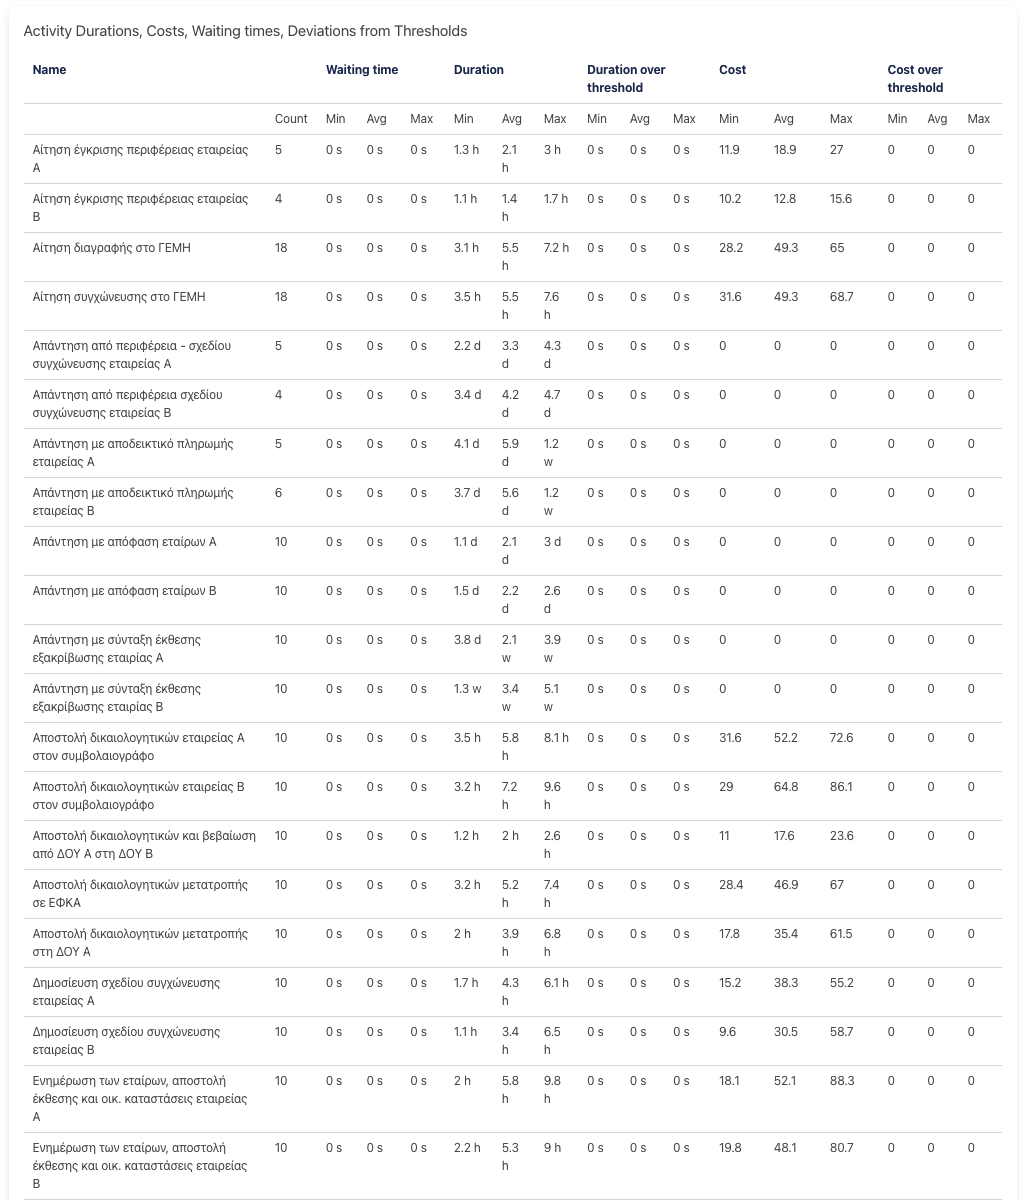 Activity Durations, Costs, Waiting times, Deviations from Thresholds
Name Waiting time Duration Duration over threshold Cost Cost over threshold
Count Min Avg Max Min Avg Max Min Avg Max Min Avg Max Min Avg Max
Αίτηση έγκρισης περιφέρειας εταιρείας Α 5 0 s 0 s 0 s 1.3 h 2.1 h 3 h 0 s 0 s 0 s 11.9 18.9 27 0 0 0
Αίτηση έγκρισης περιφέρειας εταιρείας Β 4 0 s 0 s 0 s 1.1 h 1.4 h 1.7 h 0 s 0 s 0 s 10.2 12.8 15.6 0 0 0
Αίτηση διαγραφής στο ΓΕΜΗ 18 0 s 0 s 0 s 3.1 h 5.5 h 7.2 h 0 s 0 s 0 s 28.2 49.3 65 0 0 0
Αίτηση συγχώνευσης στο ΓΕΜΗ 18 0 s 0 s 0 s 3.5 h 5.5 h 7.6 h 0 s 0 s 0 s 31.6 49.3 68.7 0 0 0
Απάντηση από περιφέρεια - σχεδίου συγχώνευσης εταιρείας Α 5 0 s 0 s 0 s 2.2 d 3.3 d 4.3 d 0 s 0 s 0 s 0 0 0 0 0 0
Απάντηση από περιφέρεια σχεδίου συγχώνευσης εταιρείας Β 4 0 s 0 s 0 s 3.4 d 4.2 d 4.7 d 0 s 0 s 0 s 0 0 0 0 0 0
Απάντηση με αποδεικτικό πληρωμής εταιρείας Α 5 0 s 0 s 0 s 4.1 d 5.9 d 1.2 w 0 s 0 s 0 s 0 0 0 0 0 0
Απάντηση με αποδεικτικό πληρωμής εταιρείας Β 6 0 s 0 s 0 s 3.7 d 5.6 d 1.2 w 0 s 0 s 0 s 0 0 0 0 0 0
Απάντηση με απόφαση εταίρων Α 10 0 s 0 s 0 s 1.1 d 2.1 d 3 d 0 s 0 s 0 s 0 0 0 0 0 0
Απάντηση με απόφαση εταίρων Β 10 0 s 0 s 0 s 1.5 d 2.2 d 2.6 d 0 s 0 s 0 s 0 0 0 0 0 0
Απάντηση με σύνταξη έκθεσης εξακρίβωσης εταιρίας Α 10 0 s 0 s 0 s 3.8 d 2.1 w 3.9 w 0 s 0 s 0 s 0 0 0 0 0 0
Απάντηση με σύνταξη έκθεσης εξακρίβωσης εταιρίας Β 10 0 s 0 s 0 s 1.3 w 3.4 w 5.1 w 0 s 0 s 0 s 0 0 0 0 0 0
Αποστολή δικαιολογητικών εταιρείας Α στον συμβολαιογράφο 10 0 s 0 s 0 s 3.5 h 5.8 h 8.1 h 0 s 0 s 0 s 31.6 52.2 72.6 0 0 0
Αποστολή δικαιολογητικών εταιρείας Β στον συμβολαιογράφο 10 0 s 0 s 0 s 3.2 h 7.2 h 9.6 h 0 s 0 s 0 s 29 64.8 86.1 0 0 0
Αποστολή δικαιολογητικών και βεβαίωση από ΔΟΥ Α στη ΔΟΥ Β 10 0 s 0 s 0 s 1.2 h 2 h 2.6 h 0 s 0 s 0 s 11 17.6 23.6 0 0 0
Αποστολή δικαιολογητικών μετατροπής σε ΕΦΚΑ 10 0 s 0 s 0 s 3.2 h 5.2 h 7.4 h 0 s 0 s 0 s 28.4 46.9 67 0 0 0
Αποστολή δικαιολογητικών μετατροπής στη ΔΟΥ Α 10 0 s 0 s 0 s 2 h 3.9 h 6.8 h 0 s 0 s 0 s 17.8 35.4 61.5 0 0 0
Δημοσίευση σχεδίου συγχώνευσης εταιρείας Α 10 0 s 0 s 0 s 1.7 h 4.3 h 6.1 h 0 s 0 s 0 s 15.2 38.3 55.2 0 0 0
Δημοσίευση σχεδίου συγχώνευσης εταιρείας Β 10 0 s 0 s 0 s 1.1 h 3.4 h 6.5 h 0 s 0 s 0 s 9.6 30.5 58.7 0 0 0
Ενημέρωση των εταίρων, αποστολή έκθεσης και οικ. καταστάσεις εταιρείας Α 10 0 s 0 s 0 s 2 h 5.8 h 9.8 h 0 s 0 s 0 s 18.1 52.1 88.3 0 0 0
Ενημέρωση των εταίρων, αποστολή έκθεσης και οικ. καταστάσεις εταιρείας Β 10 0 s 0 s 0 s 2.2 h 5.3 h 9 h 0 s 0 s 0 s 19.8 48.1 80.7 0 0 0